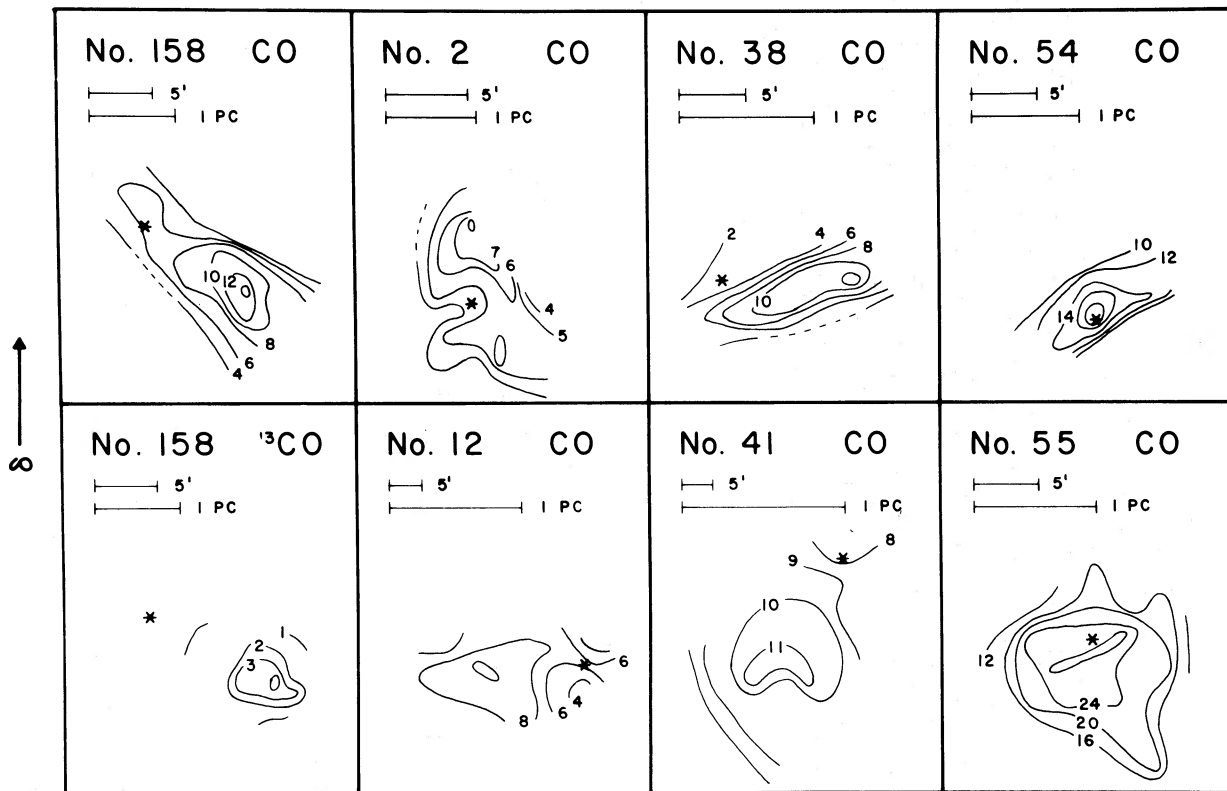 No. 158 CO
5'
1 PC
10 12
8
6
4
No. 2 CO
5'
1 PC
7 6
4
5
No. 38 CO
5'
1 PC
2 4 6
8
10
No. 54 CO
5'
1 PC
10
12
14
δ
No. 158 ¹³CO
5'
1 PC
1
2
3
No. 12 CO
5'
1 PC
6
4
6
8
No. 41 CO
5'
1 PC
8
9
10
11
No. 55 CO
5'
1 PC
12
24
20
16